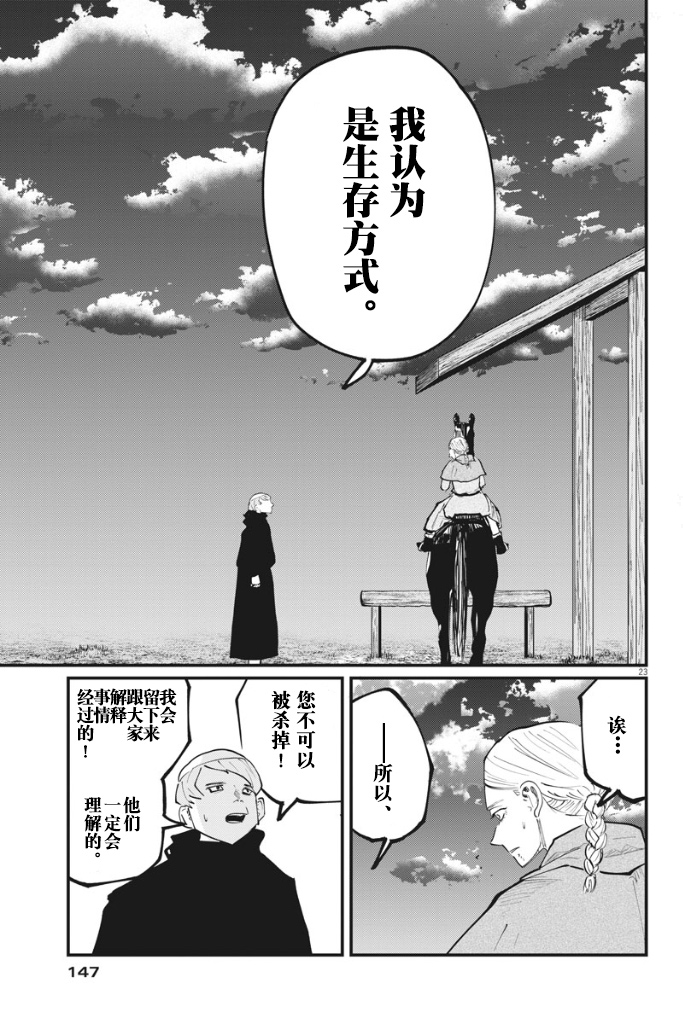 我认为
是生存方式。
23
诶…
——所以、
您不可以
被杀掉！
我会
留下来
跟大家
解释
事情
经过的！
他们
一定会
理解的。
147